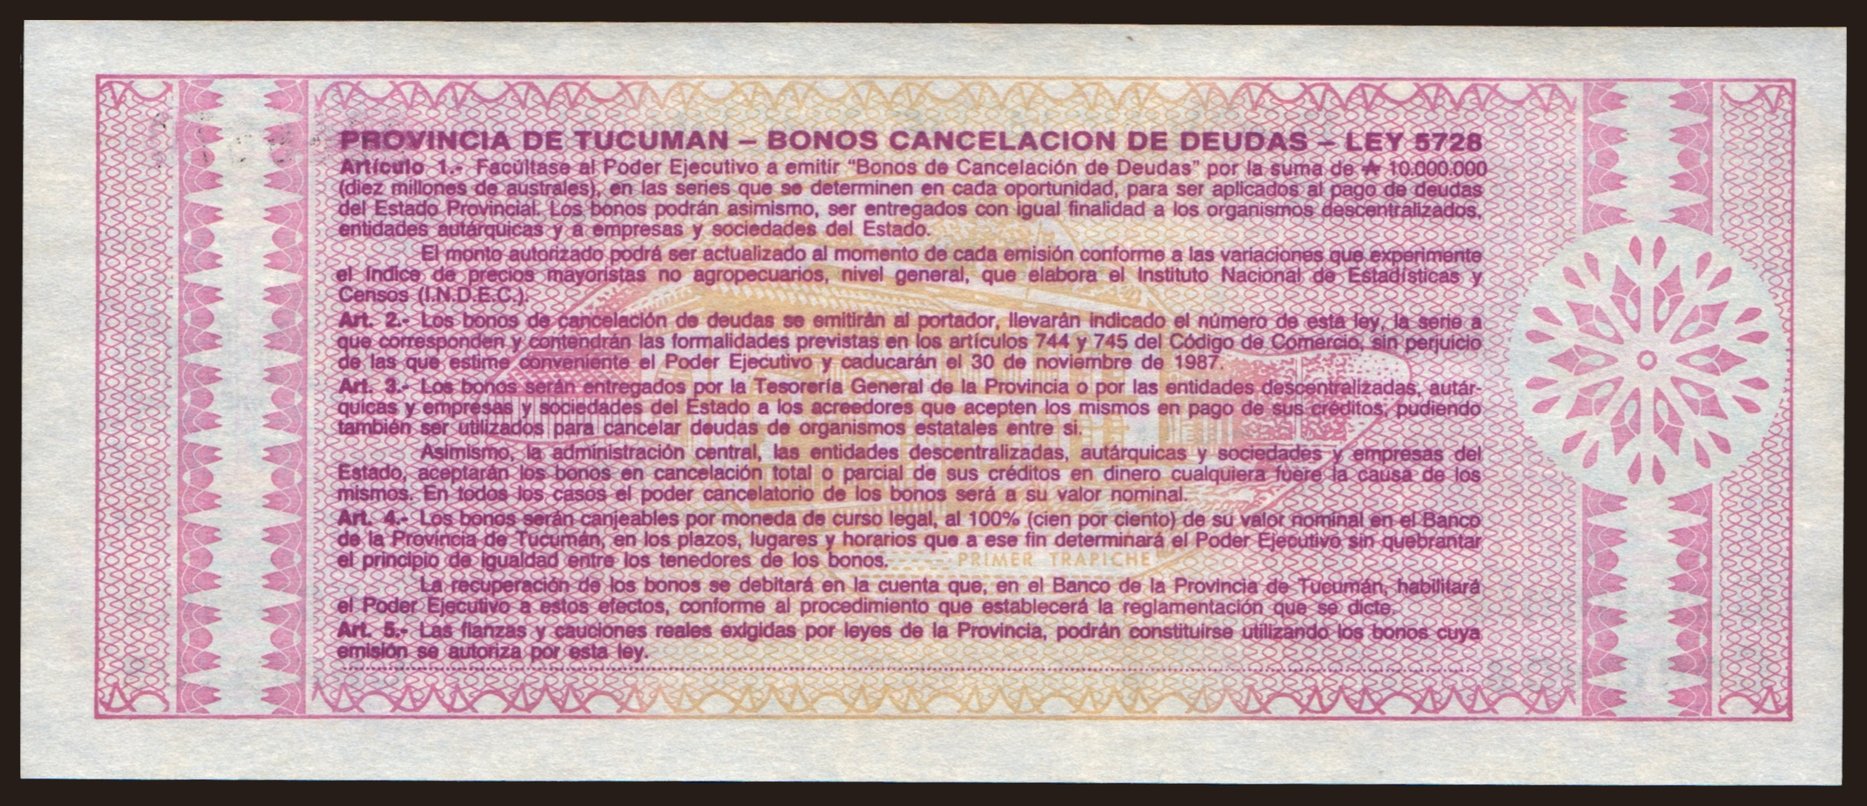 PROVINCIA DE TUCUMAN – BONOS CANCELACION DE DEUDAS – LEY 5728
Artículo 1.- Facúltase al Poder Ejecutivo a emitir “Bonos de Cancelación de Deudas” por la suma de ₳ 10.000.000
(diez millones de australes), en las series que se determinen en cada oportunidad, para ser aplicados al pago de deudas
del Estado Provincial. Los bonos podrán asimismo, ser entregados con igual finalidad a los organismos descentralizados,
entidades autárquicas y a empresas y sociedades del Estado.
El monto autorizado podrá ser actualizado al momento de cada emisión conforme a las variaciones que experimente
el índice de precios mayoristas no agropecuarios, nivel general, que elabora el Instituto Nacional de Estadísticas y
Censos (I.N.D.E.C.).
Art. 2.- Los bonos de cancelación de deudas se emitirán al portador, llevarán indicado el número de esta ley, la serie a
que corresponden y contendrán las formalidades previstas en los artículos 744 y 745 del Código de Comercio, sin perjuicio
de las que estime conveniente el Poder Ejecutivo y caducarán el 30 de noviembre de 1987.
Art. 3.- Los bonos serán entregados por la Tesorería General de la Provincia o por las entidades descentralizadas, autár-
quicas y empresas y sociedades del Estado a los acreedores que acepten los mismos en pago de sus créditos, pudiendo
también ser utilizados para cancelar deudas de organismos estatales entre si.
Asimismo, la administración central, las entidades descentralizadas, autárquicas y sociedades y empresas del
Estado, aceptarán los bonos en cancelación total o parcial de sus créditos en dinero cualquiera fuere la causa de los
mismos. En todos los casos el poder cancelatorio de los bonos será a su valor nominal.
Art. 4.- Los bonos serán canjeables por moneda de curso legal, al 100% (cien por ciento) de su valor nominal en el Banco
de la Provincia de Tucumán, en los plazos, lugares y horarios que a ese fin determinará el Poder Ejecutivo sin quebrantar
el principio de igualdad entre los tenedores de los bonos.
PRIMER TRAPICHE
La recuperación de los bonos se debitará en la cuenta que, en el Banco de la Provincia de Tucumán, habilitará
el Poder Ejecutivo a estos efectos, conforme al procedimiento que establecerá la reglamentación que se dicte.
Art. 5.- Las fianzas y cauciones reales exigidas por leyes de la Provincia, podrán constituirse utilizando los bonos cuya
emisión se autoriza por esta ley.